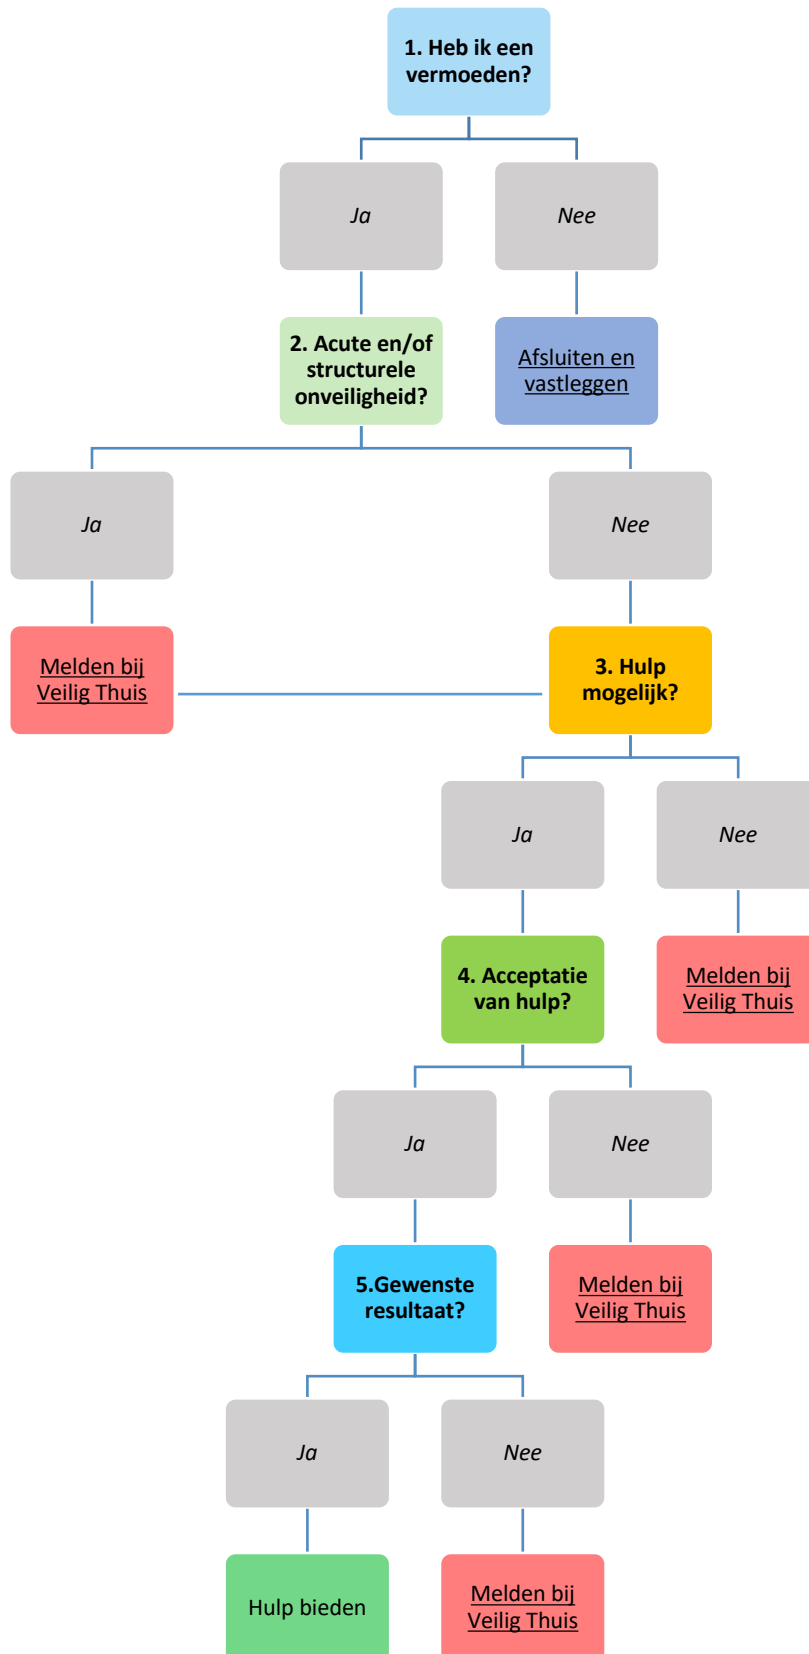 1. Heb ik een
vermoeden?
Ja
Nee
2. Acute en/of
structurele
onveiligheid?
Afsluiten en
vastleggen
Ja
Nee
Melden bij
Veilig Thuis
3. Hulp
mogelijk?
Ja
Nee
4. Acceptatie
van hulp?
Melden bij
Veilig Thuis
Ja
Nee
5.Gewenste
resultaat?
Melden bij
Veilig Thuis
Ja
Nee
Hulp bieden
Melden bij
Veilig Thuis